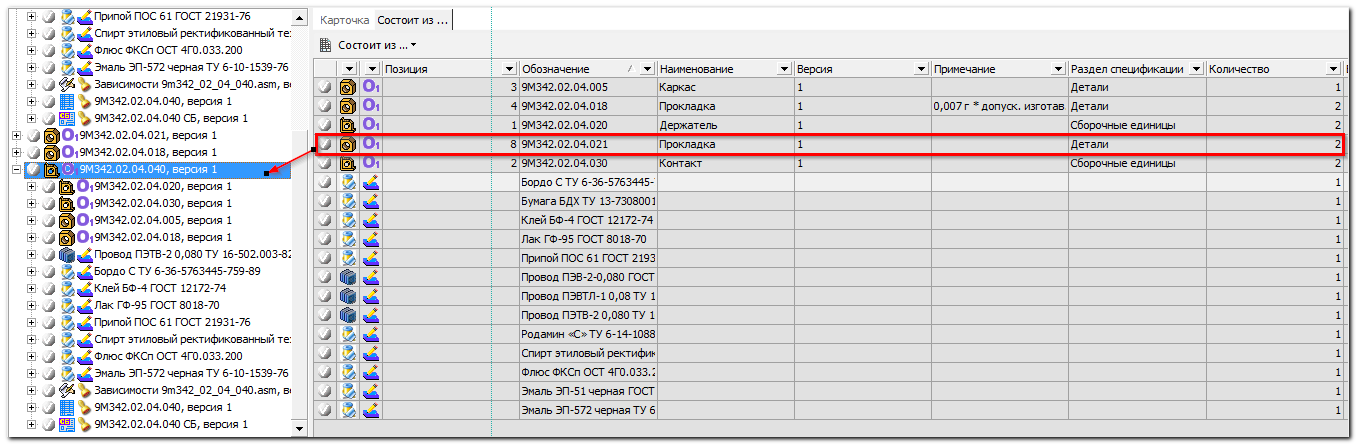 Припой ПОС 61 ГОСТ 21931-76
Спирт этиловый ректификованный тех
Флюс ФКСп ОСТ 4Г0.033.200
Эмаль ЭП-572 черная ТУ 6-10-1539-76
Зависимости 9m342_02_04_040.asm, ве
9М342.02.04.040, версия 1
9М342.02.04.040 СБ, версия 1
9М342.02.04.021, версия 1
9М342.02.04.018, версия 1
9М342.02.04.040, версия 1
9М342.02.04.020, версия 1
9М342.02.04.030, версия 1
9М342.02.04.005, версия 1
9М342.02.04.018, версия 1
Провод ПЭТВ-2 0,080 ТУ 16-502.003-82
Бордо С ТУ 6-36-5763445-759-89
Клей БФ-4 ГОСТ 12172-74
Лак ГФ-95 ГОСТ 8018-70
Припой ПОС 61 ГОСТ 21931-76
Спирт этиловый ректификованный тех
Флюс ФКСп ОСТ 4Г0.033.200
Эмаль ЭП-572 черная ТУ 6-10-1539-76
Зависимости 9m342_02_04_040.asm, ве
9М342.02.04.040, версия 1
9М342.02.04.040 СБ, версия 1
Карточка Состоит из ...
Состоит из ...
Позиция Обозначение Наименование Версия Примечание Раздел спецификации Количество
3 9М342.02.04.005 Каркас 1 Детали 1
4 9М342.02.04.018 Прокладка 1 0,007 г * допуск. изготав Детали 2
1 9М342.02.04.020 Держатель 1 Сборочные единицы 2
8 9М342.02.04.021 Прокладка 1 Детали 2
2 9М342.02.04.030 Контакт 1 Сборочные единицы 2
Бордо С ТУ 6-36-5763445- 1
Бумага БДХ ТУ 13-7308001 1
Клей БФ-4 ГОСТ 12172-74 1
Лак ГФ-95 ГОСТ 8018-70 1
Припой ПОС 61 ГОСТ 2193 1
Провод ПЭВ-2-0,080 ГОСТ 1
Провод ПЭВТЛ-1 0,08 ТУ 1 1
Провод ПЭТВ-2 0,080 ТУ 1 1
Родамин «С» ТУ 6-14-1088 1
Спирт этиловый ректифик 1
Флюс ФКСп ОСТ 4Г0.033.2 1
Эмаль ЭП-51 черная ГОСТ 1
Эмаль ЭП-572 черная ТУ 6 1